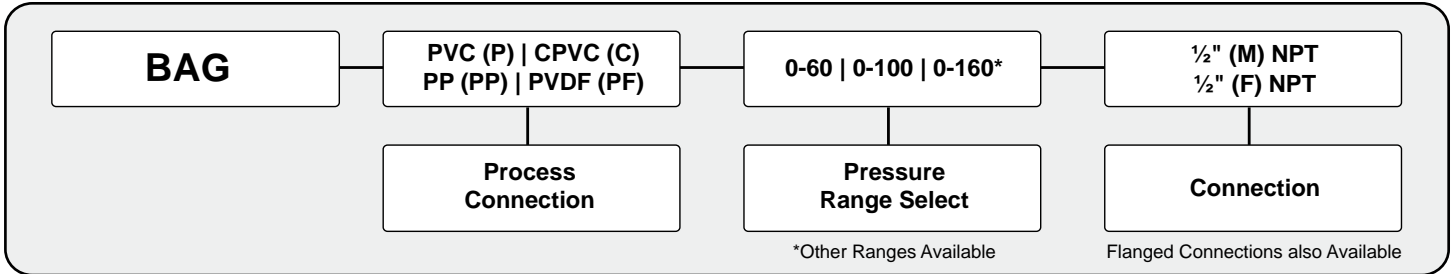 BAG
PVC (P) | CPVC (C)
PP (PP) | PVDF (PF)
0-60 | 0-100 | 0-160*
½" (M) NPT
½" (F) NPT
Process
Connection
Pressure
Range Select
Connection
*Other Ranges Available
Flanged Connections also Available